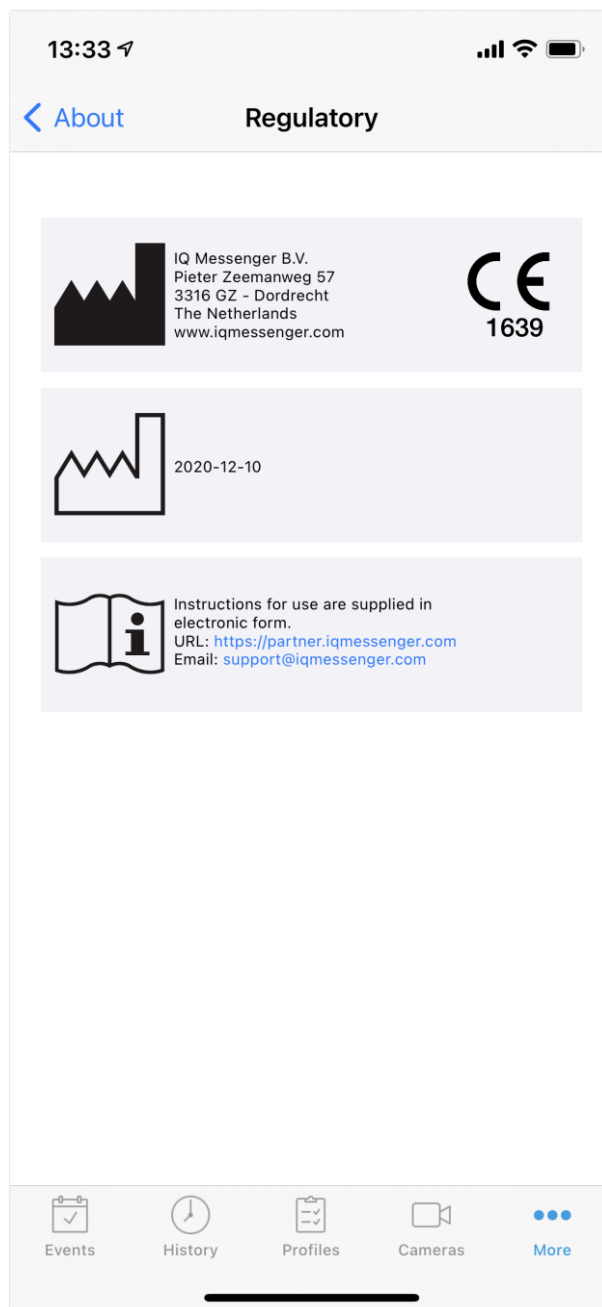 13:33
About
Regulatory
IQ Messenger B.V.
Pieter Zeemanweg 57
3316 GZ - Dordrecht
The Netherlands
www.iqmessenger.com
CE
1639
2020-12-10
Instructions for use are supplied in
electronic form.
URL: https://partner.iqmessenger.com
Email: support@iqmessenger.com
Events
History
Profiles
Cameras
More